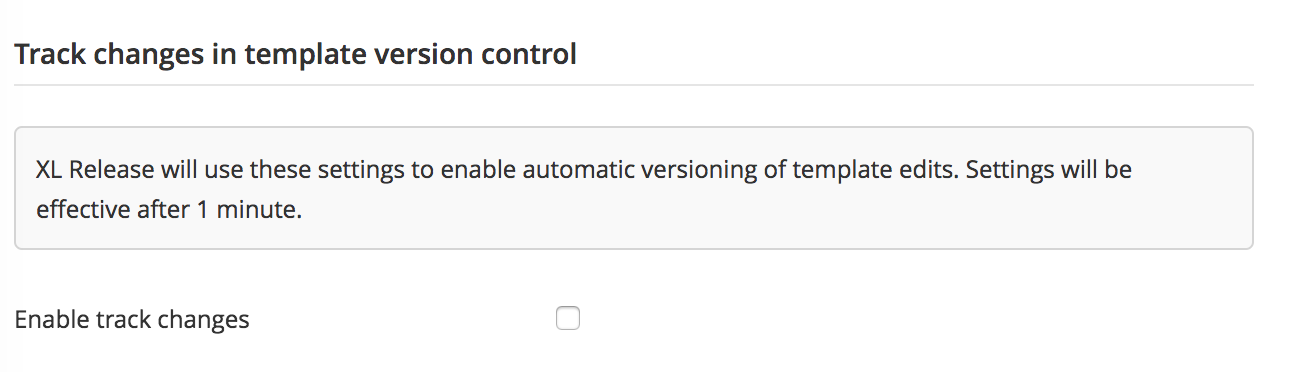 Track changes in template version control
XL Release will use these settings to enable automatic versioning of template edits. Settings will be
effective after 1 minute.
Enable track changes